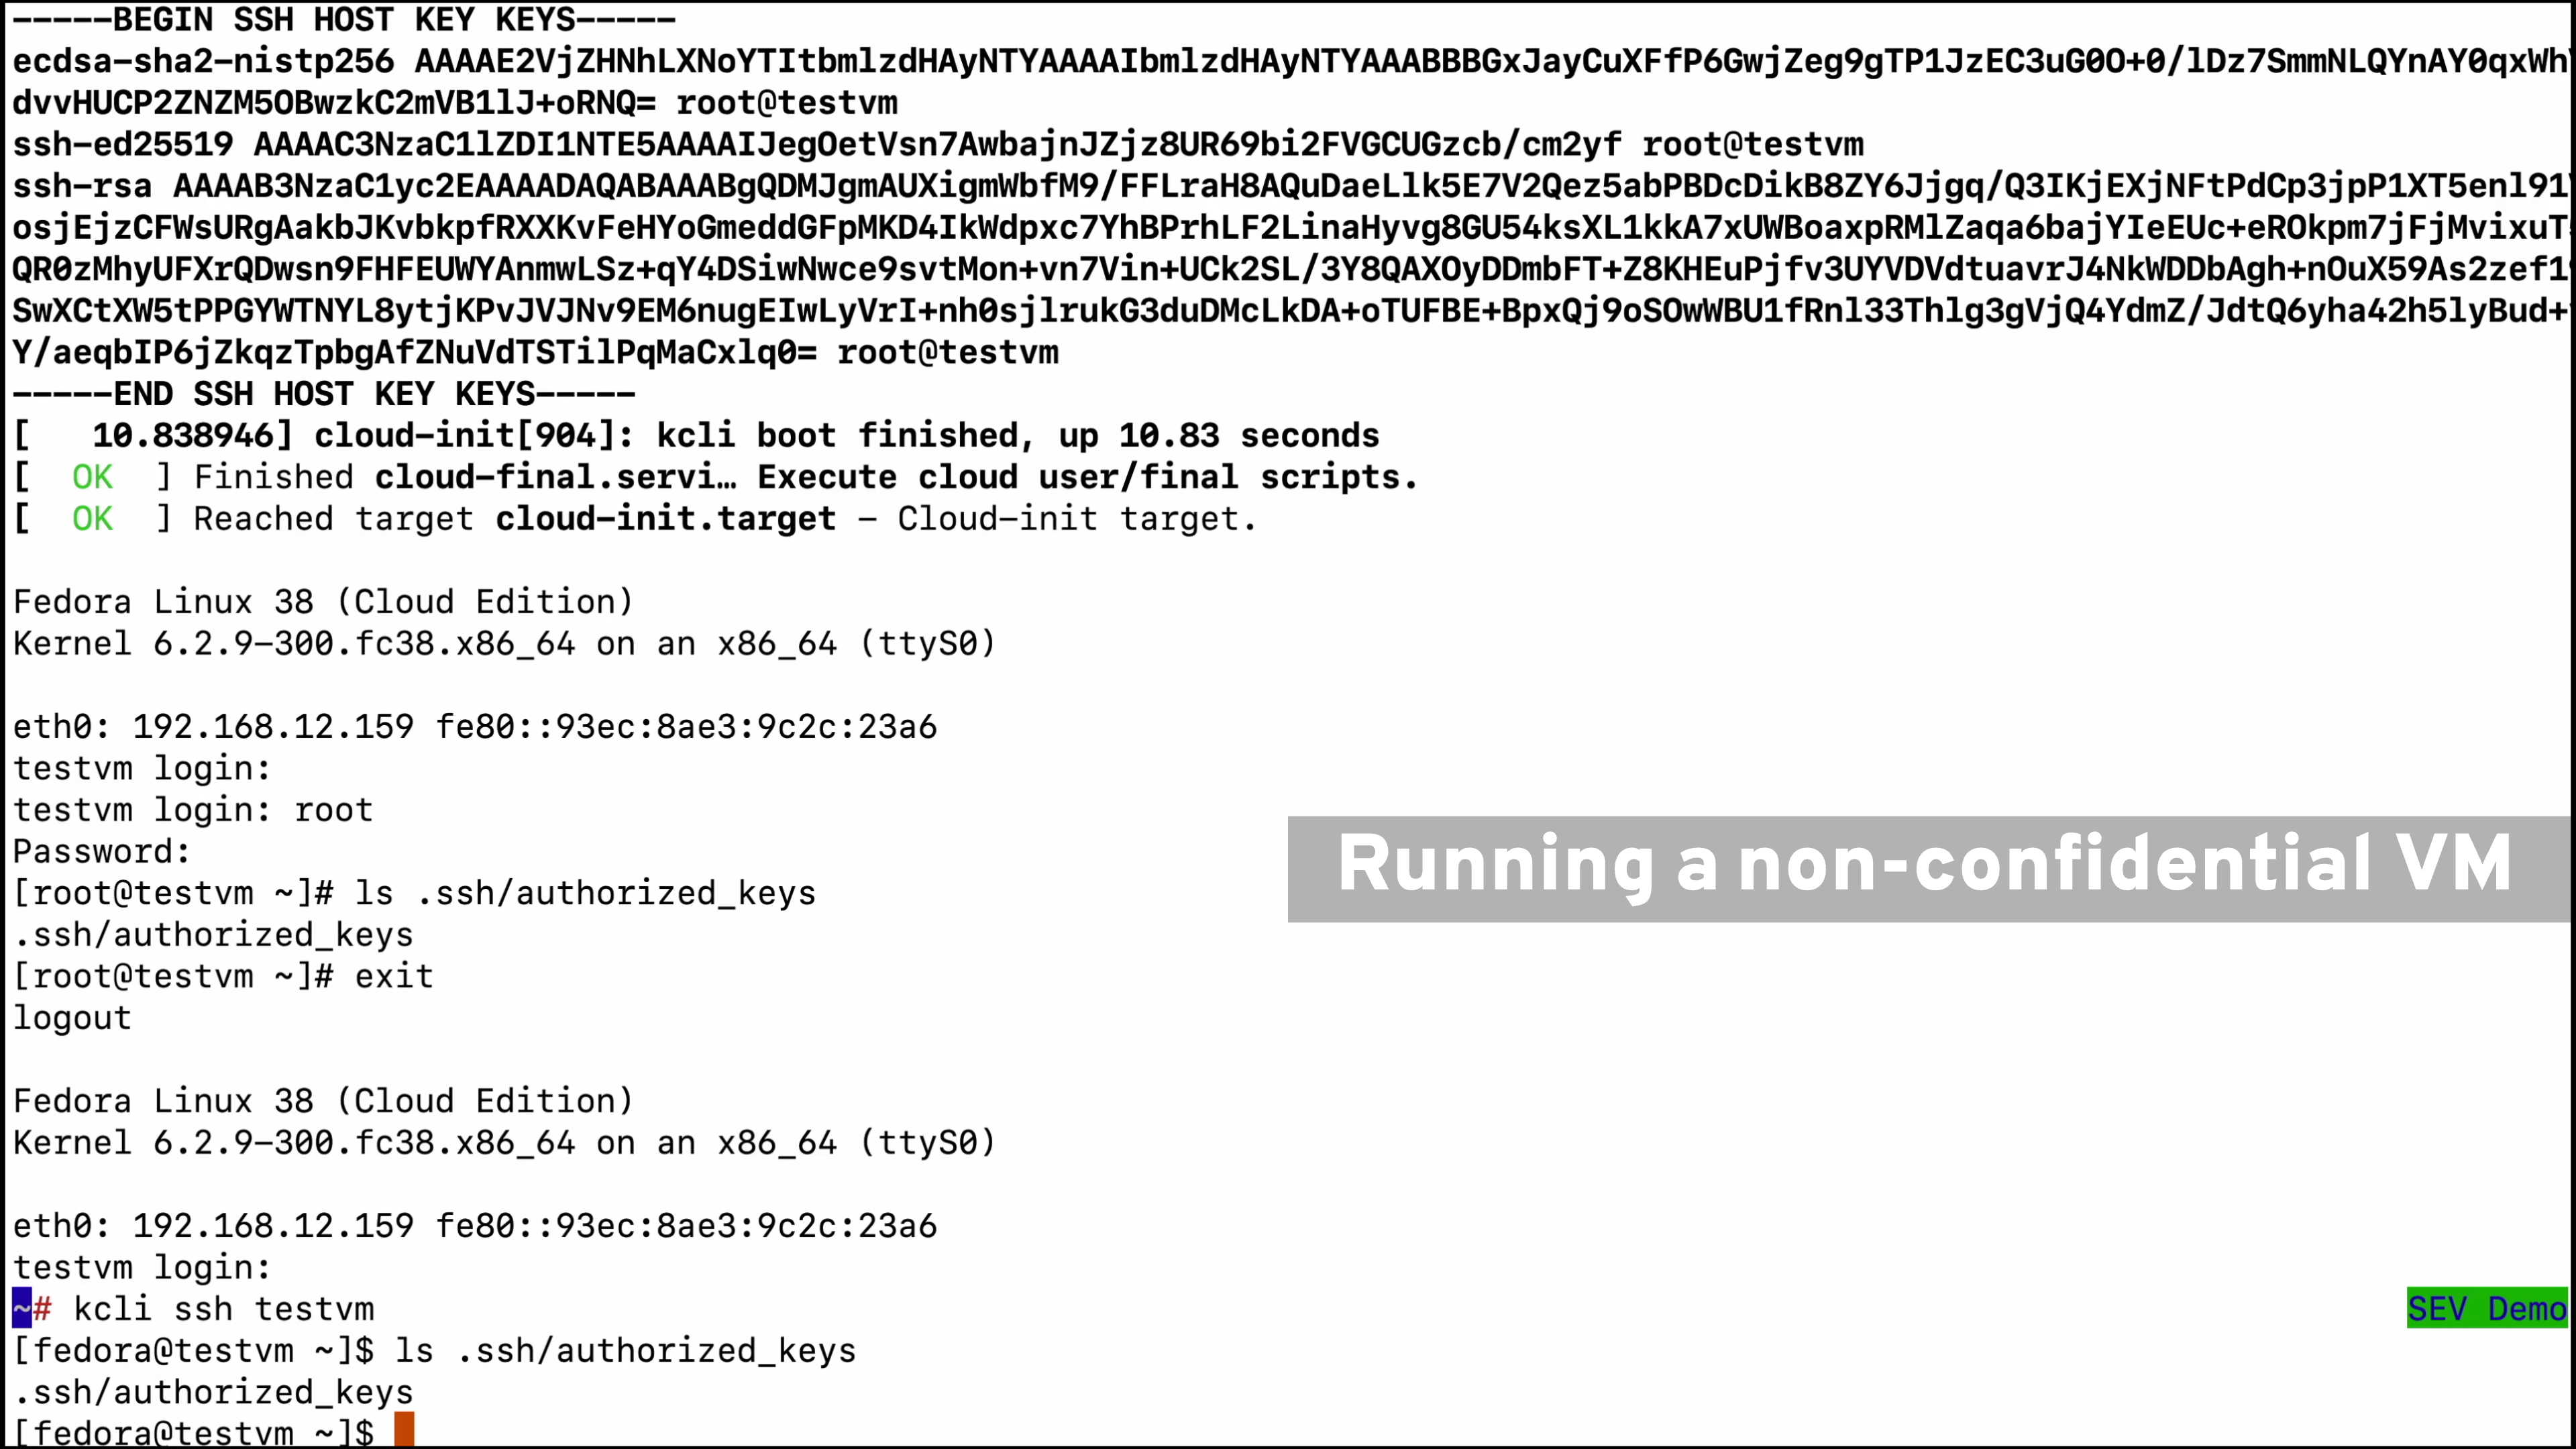 -----BEGIN SSH HOST KEY KEYS-----
ecdsa-sha2-nistp256 AAAAE2VjZHNhLXNoYTItbmlzdHAyNTYAAAAIbmlzdHAyNTYAAABBBGxJayCuXFfP6GwjZeg9gTP1JzEC3uG0O+0/lDz7SmmNLQYnAY0qxWh
dvvHUCP2ZNZM5OBwzkC2mVB1lJ+oRNQ= root@testvm
ssh-ed25519 AAAAC3NzaC1lZDI1NTE5AAAAIJegOetVsn7AwbajnJZjz8UR69bi2FVGCUGzcb/cm2yf root@testvm
ssh-rsa AAAAB3NzaC1yc2EAAAADAQABAAABgQDMJgmAUXigmWbfM9/FFLraH8AQuDaeLlk5E7V2Qez5abPBDcDikB8ZY6Jjgq/Q3IKjEXjNFtPdCp3jpP1XT5enl91
osjEjzCFWsURgAakbJKvbkpfRXXKvFeHYoGmeddGFpMKD4IkWdpxc7YhBPrhLF2LinaHyvg8GU54ksXL1kkA7xUWBoaxpRMlZaqa6bajYIeEUc+eROkpm7jFjMvixuT
QR0zMhyUFXrQDwsn9FHFEUWYAnmwLSz+qY4DSiwNwce9svtMon+vn7Vin+UCk2SL/3Y8QAXOyDDmbFT+Z8KHEuPjfv3UYVDVdtuavrJ4NkWDDbAgh+nOuX59As2zef1
SwXCtXW5tPPGYWTNYL8ytjKPvJVJNv9EM6nugEIwLyVrI+nh0sjlrukG3duDMcLkDA+oTUFBE+BpxQj9oSOwWBU1fRnl33Thlg3gVjQ4YdmZ/JdtQ6yha42h5lyBud+
Y/aeqbIP6jZkqzTpbgAfZNuVdTSTilPqMaCxlq0= root@testvm
-----END SSH HOST KEY KEYS-----
[   10.838946] cloud-init[904]: kcli boot finished, up 10.83 seconds
[  OK  ] Finished cloud-final.servi… Execute cloud user/final scripts.
[  OK  ] Reached target cloud-init.target - Cloud-init target.
Fedora Linux 38 (Cloud Edition)
Kernel 6.2.9-300.fc38.x86_64 on an x86_64 (ttyS0)
eth0: 192.168.12.159 fe80::93ec:8ae3:9c2c:23a6
testvm login:
testvm login: root
Password:
Running a non-confidential VM
[root@testvm ~]# ls .ssh/authorized_keys
.ssh/authorized_keys
[root@testvm ~]# exit
logout
Fedora Linux 38 (Cloud Edition)
Kernel 6.2.9-300.fc38.x86_64 on an x86_64 (ttyS0)
eth0: 192.168.12.159 fe80::93ec:8ae3:9c2c:23a6
testvm login:
~# kcli ssh testvm
SEV Demo
[fedora@testvm ~]$ ls .ssh/authorized_keys
.ssh/authorized_keys
[fedora@testvm ~]$